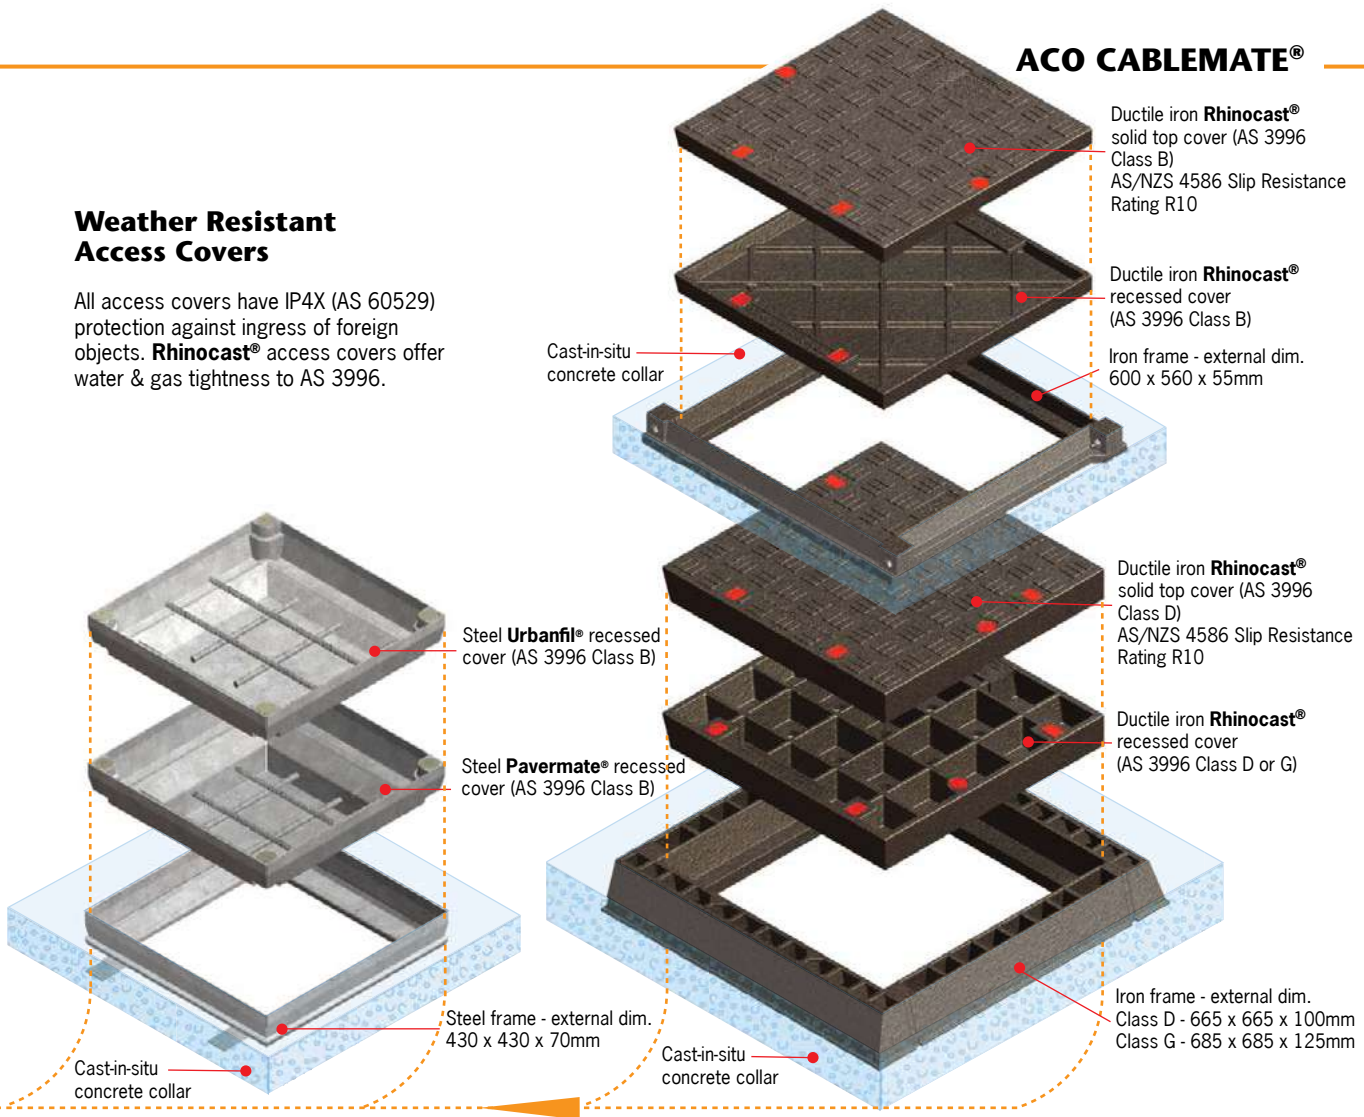 ACO CABLEMATE®
Weather Resistant
Access Covers
All access covers have IP4X (AS 60529)
protection against ingress of foreign
objects. Rhinocast® access covers offer
water & gas tightness to AS 3996.
Ductile iron Rhinocast®
solid top cover (AS 3996
Class B)
AS/NZS 4586 Slip Resistance
Rating R10
Ductile iron Rhinocast®
recessed cover
(AS 3996 Class B)
Cast-in-situ
concrete collar
Iron frame - external dim.
600 x 560 x 55mm
Ductile iron Rhinocast®
solid top cover (AS 3996
Class D)
AS/NZS 4586 Slip Resistance
Rating R10
Steel Urbanfil® recessed
cover (AS 3996 Class B)
Ductile iron Rhinocast®
recessed cover
(AS 3996 Class D or G)
Steel Pavermate® recessed
cover (AS 3996 Class B)
Iron frame - external dim.
Class D - 665 x 665 x 100mm
Class G - 685 x 685 x 125mm
Steel frame - external dim.
430 x 430 x 70mm
Cast-in-situ
concrete collar
Cast-in-situ
concrete collar